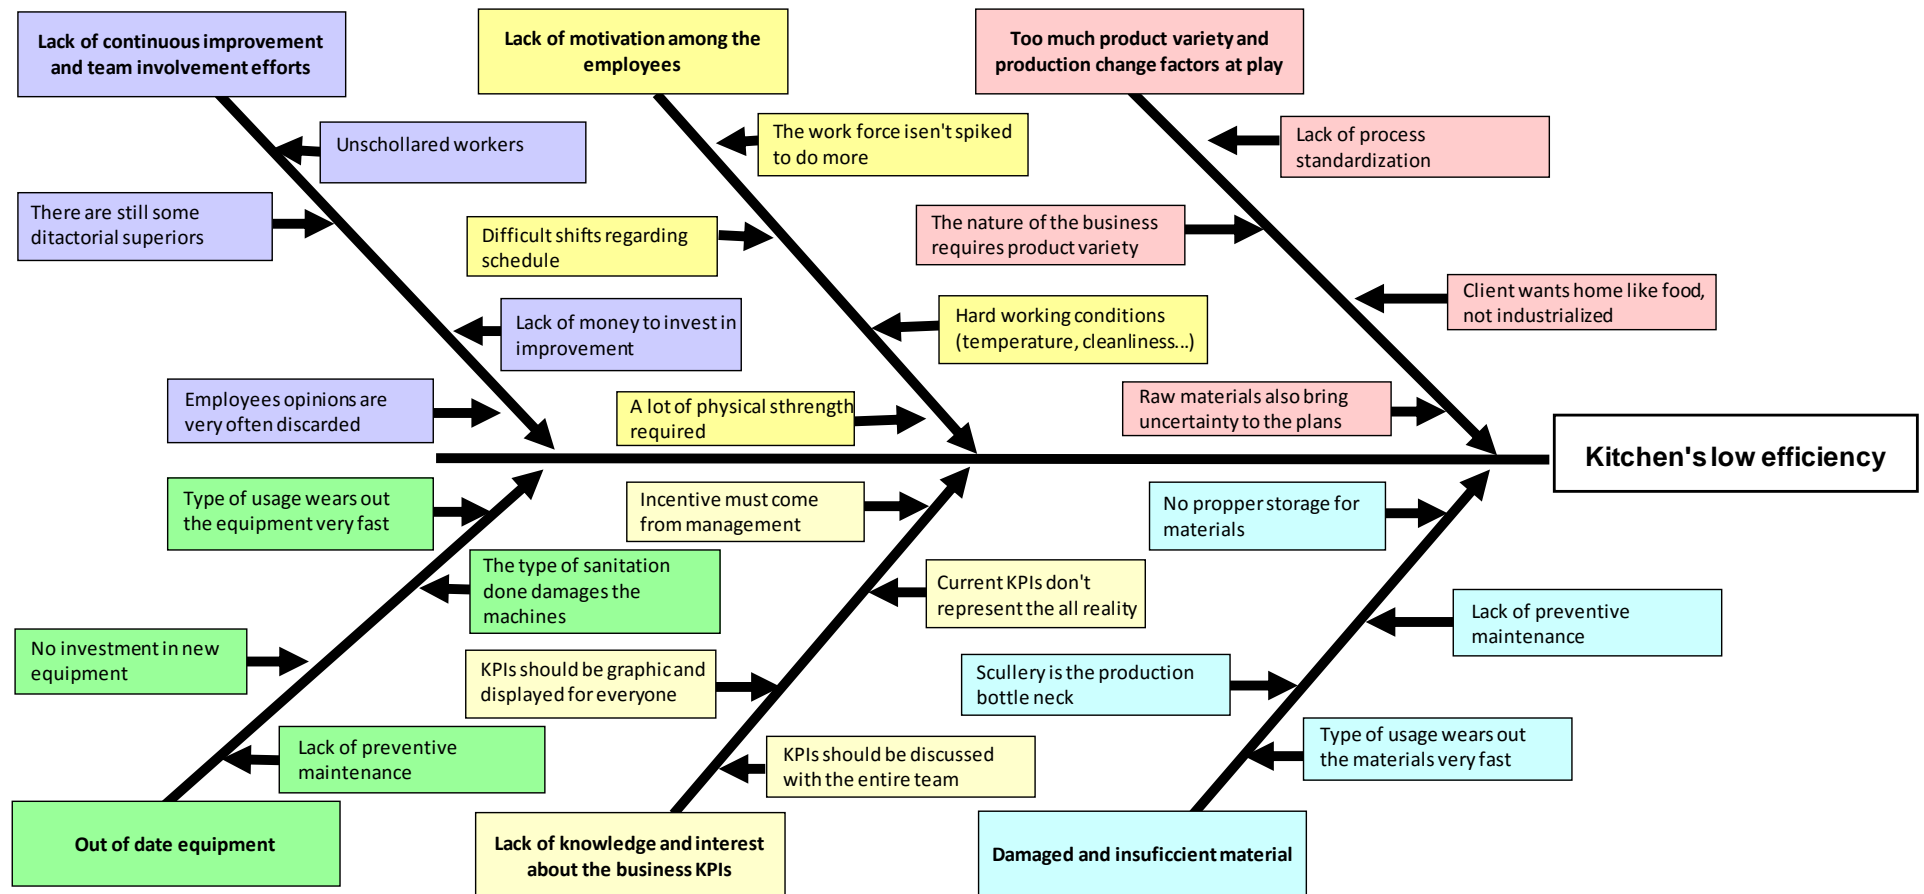 Lack of continuous improvement
and team involvement efforts
Lack of motivation among the
employees
Too much product variety and
production change factors at play
Unschollared workers
The work force isen't spiked
to do more
Lack of process
standardization
There are still some
ditactorial superiors
Difficult shifts regarding
schedule
The nature of the business
requires product variety
Lack of money to invest in
improvement
Hard working conditions
(temperature, cleanliness...)
Client wants home like food,
not industrialized
Employees opinions are
very often discarded
A lot of physical sthrength
required
Raw materials also bring
uncertainty to the plans
Kitchen's low efficiency
Type of usage wears out
the equipment very fast
Incentive must come
from management
No propper storage for
materials
The type of sanitation
done damages the
machines
Current KPIs don't
represent the all reality
Lack of preventive
maintenance
No investment in new
equipment
KPIs should be graphic and
displayed for everyone
Scullery is the production
bottle neck
Lack of preventive
maintenance
KPIs should be discussed
with the entire team
Type of usage wears out
the materials very fast
Out of date equipment
Lack of knowledge and interest
about the business KPIs
Damaged and insuficcient material